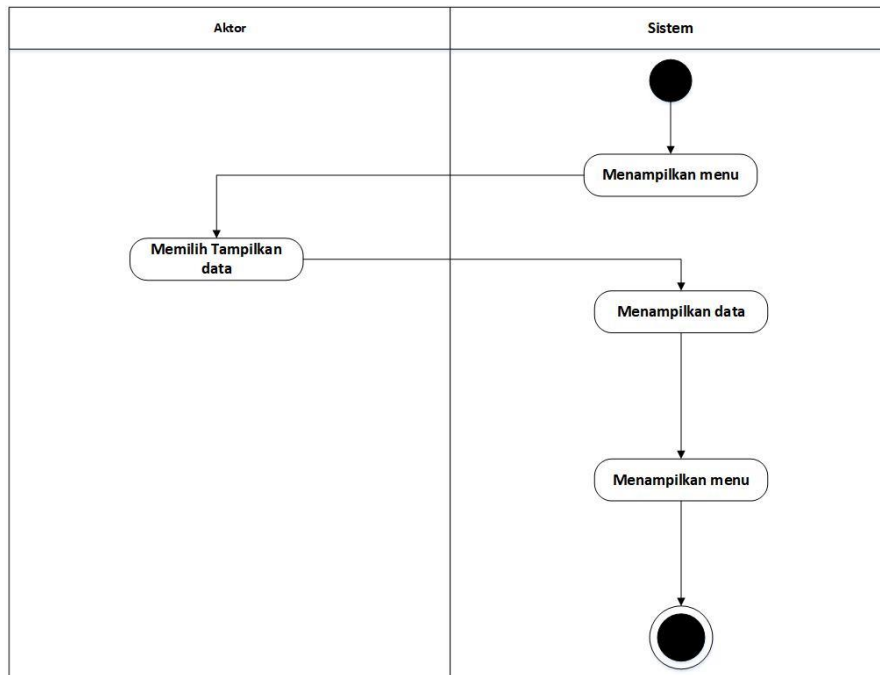 Aktor
Sistem
Menampilkan menu
Memilih Tampilkan
data
Menampilkan data
Menampilkan menu